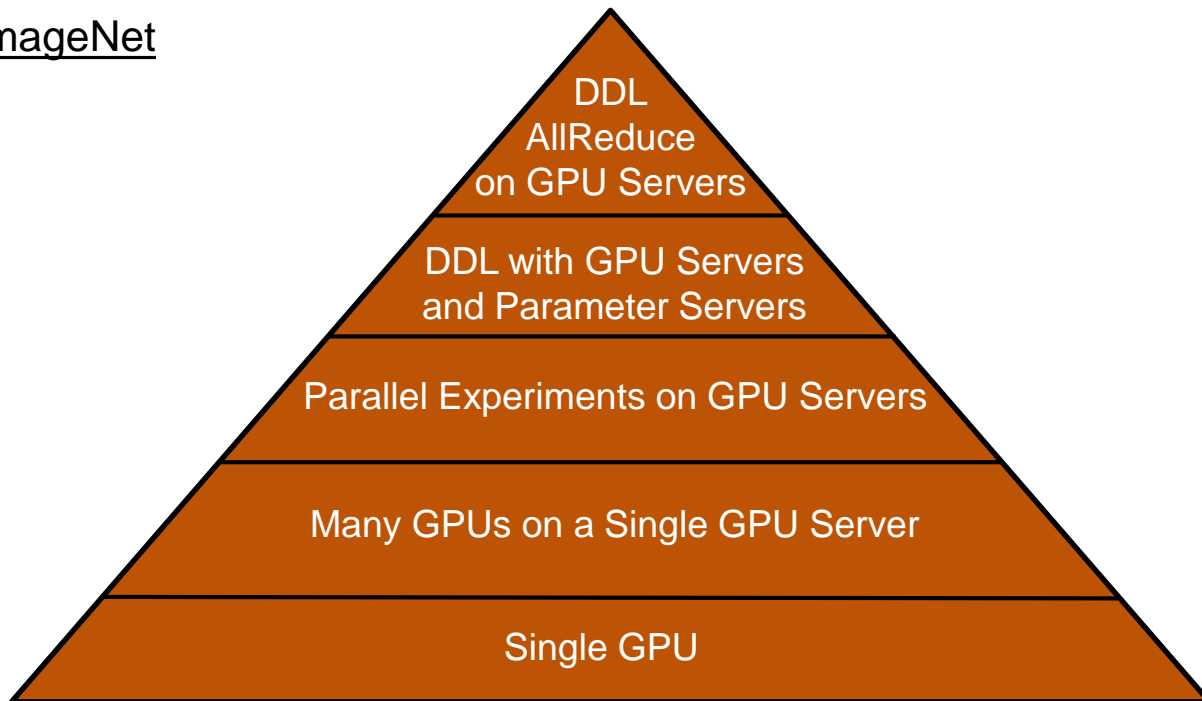 mageNet
DDL
AllReduce
on GPU Servers
DDL with GPU Servers
and Parameter Servers
Parallel Experiments on GPU Servers
Many GPUs on a Single GPU Server
Single GPU